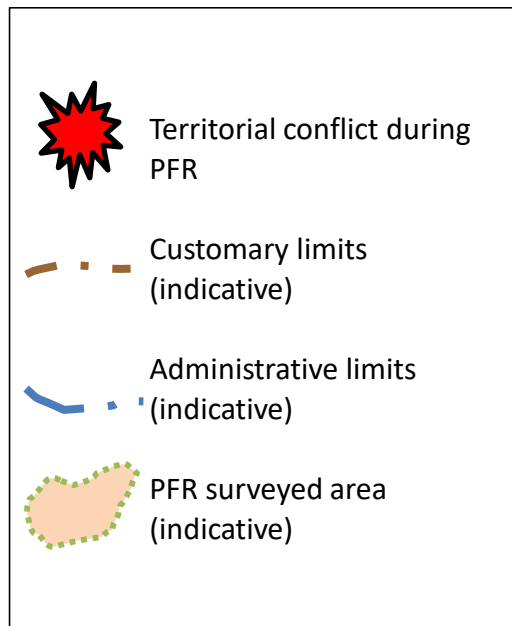 Territorial conflict during
PFR
Customary limits
(indicative)
Administrative limits
(indicative)
PFR surveyed area
(indicative)